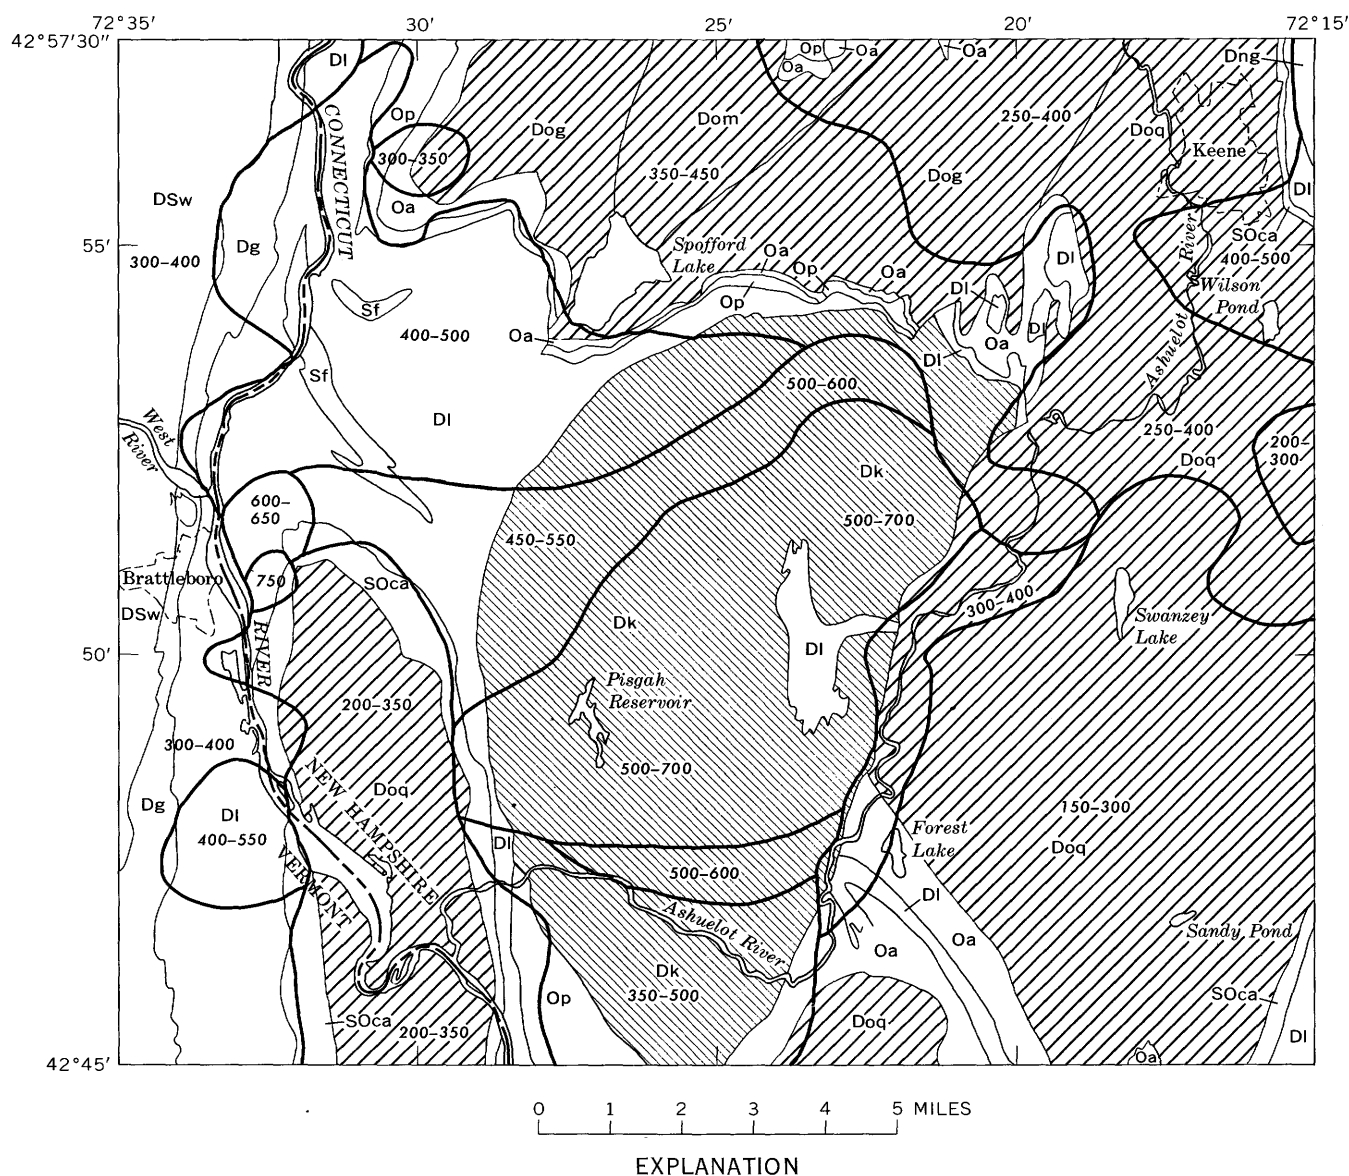 72°35′ 30′ 25′ 20′ 72°15′
42°57′30″
Dl
Op
Oa
Oa
Oa
Op
Dng
CONNECTICUT
Op
Dog
Dom
250–400
Doq
Keene
300–350
350–450
Dog
DSw
Oa
Dl
55′
Dg
300–400
Spofford
Lake
Oa
Op
Oa
River
SOca
400–500
Dl
Dl
Wilson
Pond
Sf
Op
400–500
Oa
Oa
Dl
Dl
Ashuelot
Sf
500–600
Dl
West
River
250–400
200–
300
Doq
Dk
600–
650
500–700
450–550
Brattleboro
750
SOca
300–400
DSw
Dk
Swanzey
Lake
RIVER
50′
Dl
Pisgah
Reservoir
200–350
300–400
500–700
NEW HAMPSHIRE
Doq
Dg
150–300
Dl
400–550
Forest
Lake
Dl
Doq
VERMONT
500–600
Dl
Ashuelot River
Sandy Pond
Oa
Oa
Dk
350–500
Op
SOca
SOca
200–350
Doq
Dl
Oa
42°45′
0 1 2 3 4 5 MILES
EXPLANATION